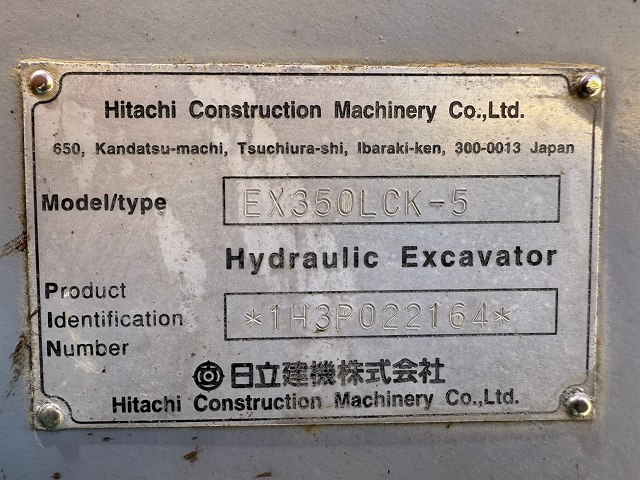 Hitachi Construction Machinery Co.,Ltd.
650, Kandatsu-machi, Tsuchiura-shi, Ibaraki-ken, 300-0013 Japan
Model/type EX350LCK-5
Hydraulic Excavator
Product
Identification *1H3P022164*
Number
日立建機株式会社
Hitachi Construction Machinery Co.,Ltd.